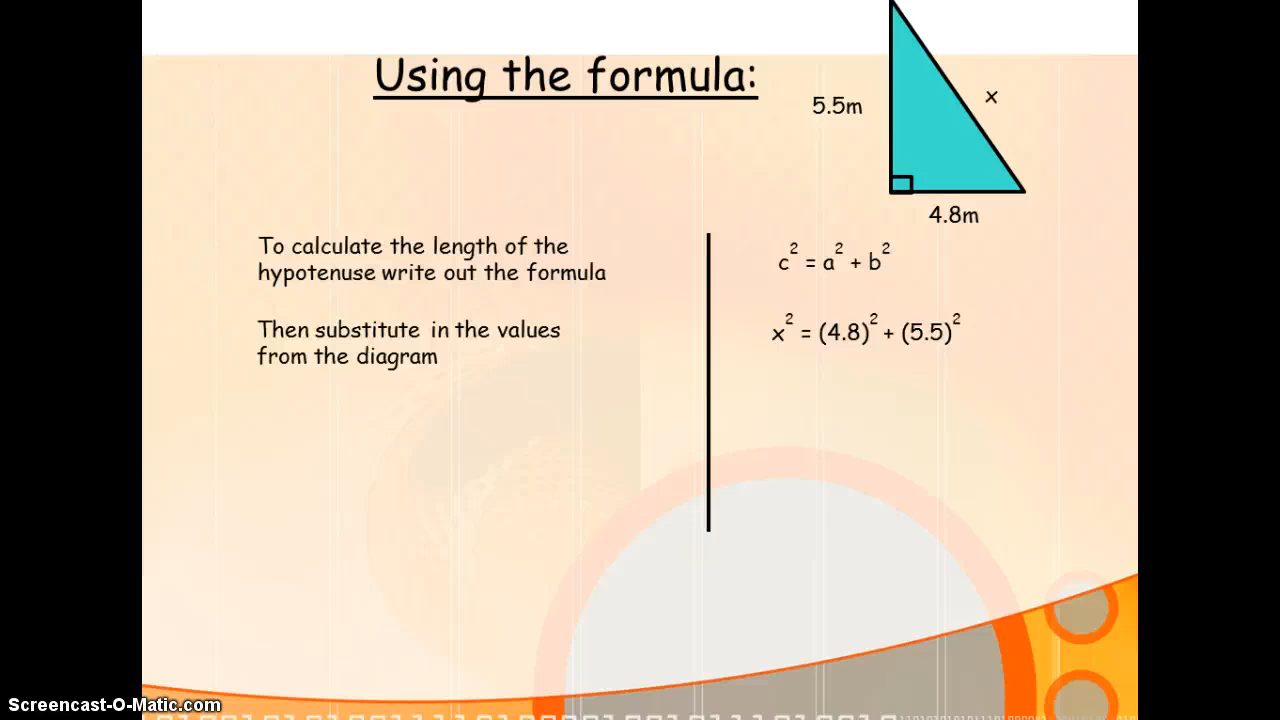 Using the formula:
5.5m
x
4.8m
To calculate the length of the
hypotenuse write out the formula
c² = a² + b²
Then substitute in the values
from the diagram
x² = (4.8)² + (5.5)²
Screencast-O-Matic.com